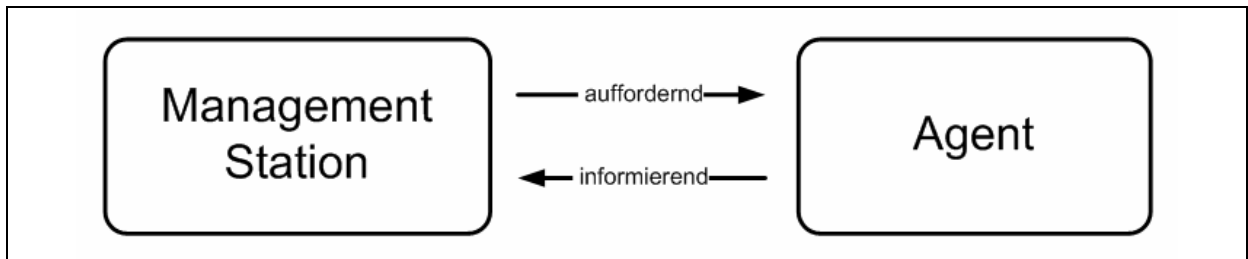 Management
Station
auffordernd
informierend
Agent